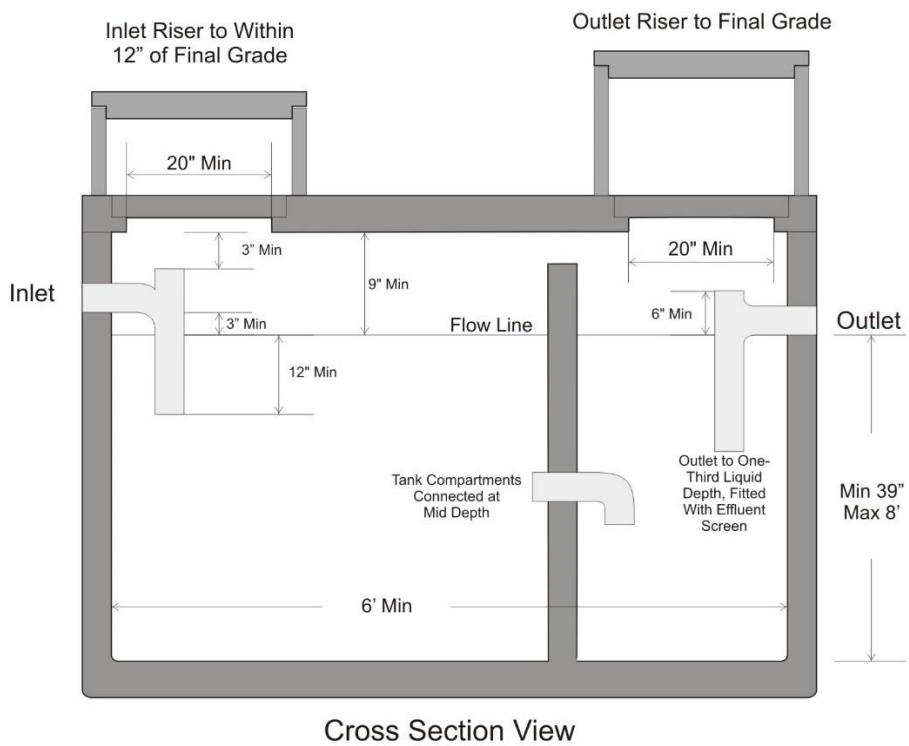 Inlet Riser to Within
12” of Final Grade
Outlet Riser to Final Grade
20" Min
3” Min
9" Min
20" Min
Inlet
3” Min
Flow Line
6” Min
Outlet
12” Min
Tank Compartments
Connected at
Mid Depth
Outlet to One-
Third Liquid
Depth, Fitted
With Effluent
Screen
Min 39”
Max 8’
6’ Min
Cross Section View